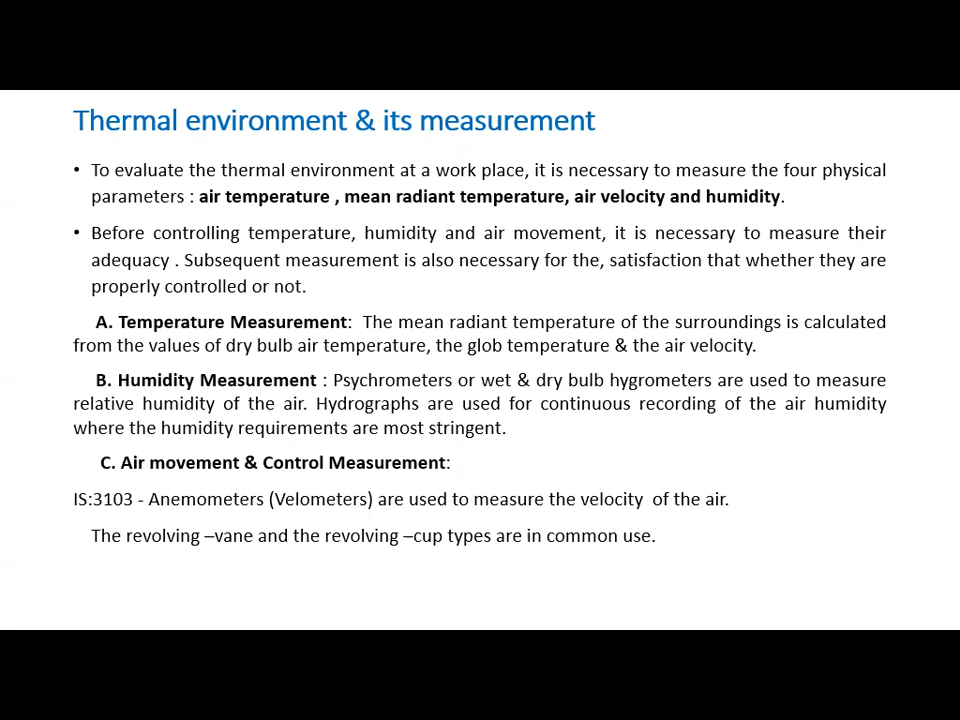 Thermal environment & its measurement
• To evaluate the thermal environment at a work place, it is necessary to measure the four physical
parameters : air temperature , mean radiant temperature, air velocity and humidity.
• Before controlling temperature, humidity and air movement, it is necessary to measure their
adequacy . Subsequent measurement is also necessary for the, satisfaction that whether they are
properly controlled or not.
A. Temperature Measurement: The mean radiant temperature of the surroundings is calculated
from the values of dry bulb air temperature, the glob temperature & the air velocity.
B. Humidity Measurement : Psychrometers or wet & dry bulb hygrometers are used to measure
relative humidity of the air. Hydrographs are used for continuous recording of the air humidity
where the humidity requirements are most stringent.
C. Air movement & Control Measurement:
IS:3103 - Anemometers (Velometers) are used to measure the velocity of the air.
The revolving –vane and the revolving –cup types are in common use.